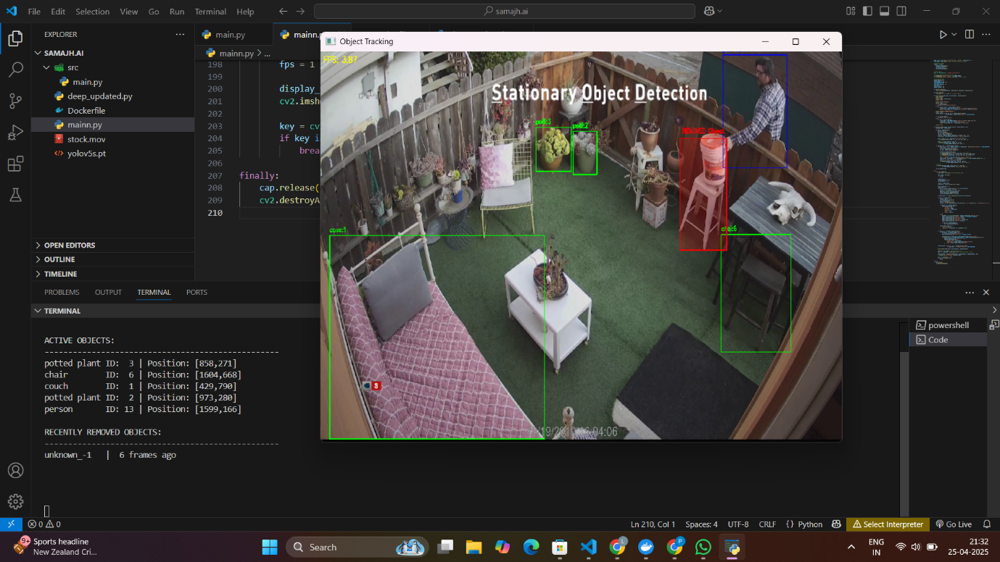 File Edit Selection View Go Run Terminal Help
samajh.ai
EXPLORER
SAMAJH.AI
src
main.py
deep_updated.py
Dockerfile
mainn.py
stock.mov
yolov5s.pt
OPEN EDITORS
OUTLINE
TIMELINE
main.py
mainn.p
mainn.py > ...
198 fps = 1
199
200 display_
201 cv2.imsh
202
203 key = cv
204 if key i
205 brea
206
207 finally:
208 cap.release(
209 cv2.destroyA
210
Object Tracking
FPS: 3.87
Stationary Object Detection
REMOVED Object
pott:3
pott:2
couc:1
chai:6
PROBLEMS OUTPUT TERMINAL PORTS
TERMINAL
ACTIVE OBJECTS:
------------------------------------------------
potted plant ID: 3 | Position: [858,271]
chair ID: 6 | Position: [1604,668]
couch ID: 1 | Position: [429,790]
potted plant ID: 2 | Position: [973,280]
person ID: 13 | Position: [1599,166]
RECENTLY REMOVED OBJECTS:
------------------------------------------------
unknown_-1 | 6 frames ago
powershell
Code
0 0
Ln 210, Col 1 Spaces: 4 UTF-8 CRLF {} Python Select Interpreter Go Live
9+
Sports headline
New Zealand Cri...
Search
ENG
IN
21:32
25-04-2025